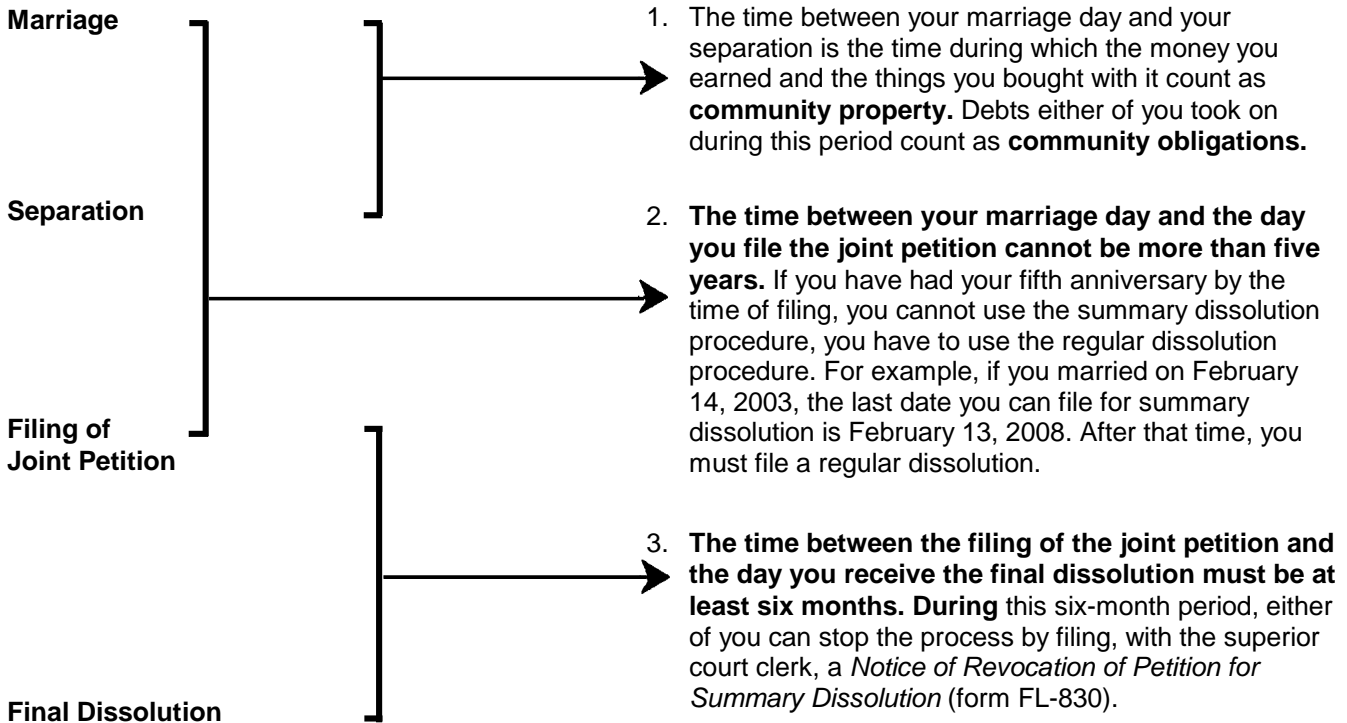 Marriage
1. The time between your marriage day and your
separation is the time during which the money you
earned and the things you bought with it count as
community property. Debts either of you took on
during this period count as community obligations.
Separation
2. The time between your marriage day and the day
you file the joint petition cannot be more than five
years. If you have had your fifth anniversary by the
time of filing, you cannot use the summary dissolution
procedure, you have to use the regular dissolution
procedure. For example, if you married on February
14, 2003, the last date you can file for summary
dissolution is February 13, 2008. After that time, you
must file a regular dissolution.
Filing of
Joint Petition
3. The time between the filing of the joint petition and
the day you receive the final dissolution must be at
least six months. During this six-month period, either
of you can stop the process by filing, with the superior
court clerk, a Notice of Revocation of Petition for
Summary Dissolution (form FL-830).
Final Dissolution